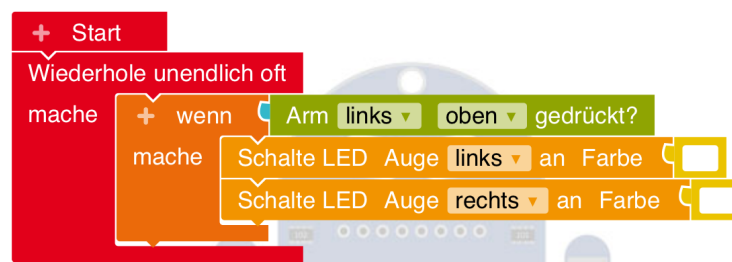 + Start
Wiederhole unendlich oft
mache + wenn Arm links ▾ oben ▾ gedrückt?
mache Schalte LED Auge links ▾ an Farbe
Schalte LED Auge rechts ▾ an Farbe